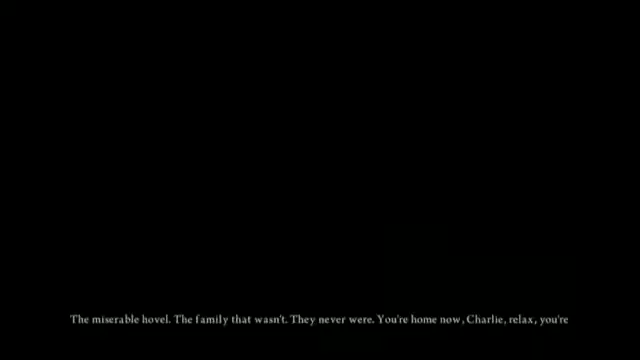 The miserable hovel. The family that wasn't. They never were. You're home now, Charlie, relax, you're